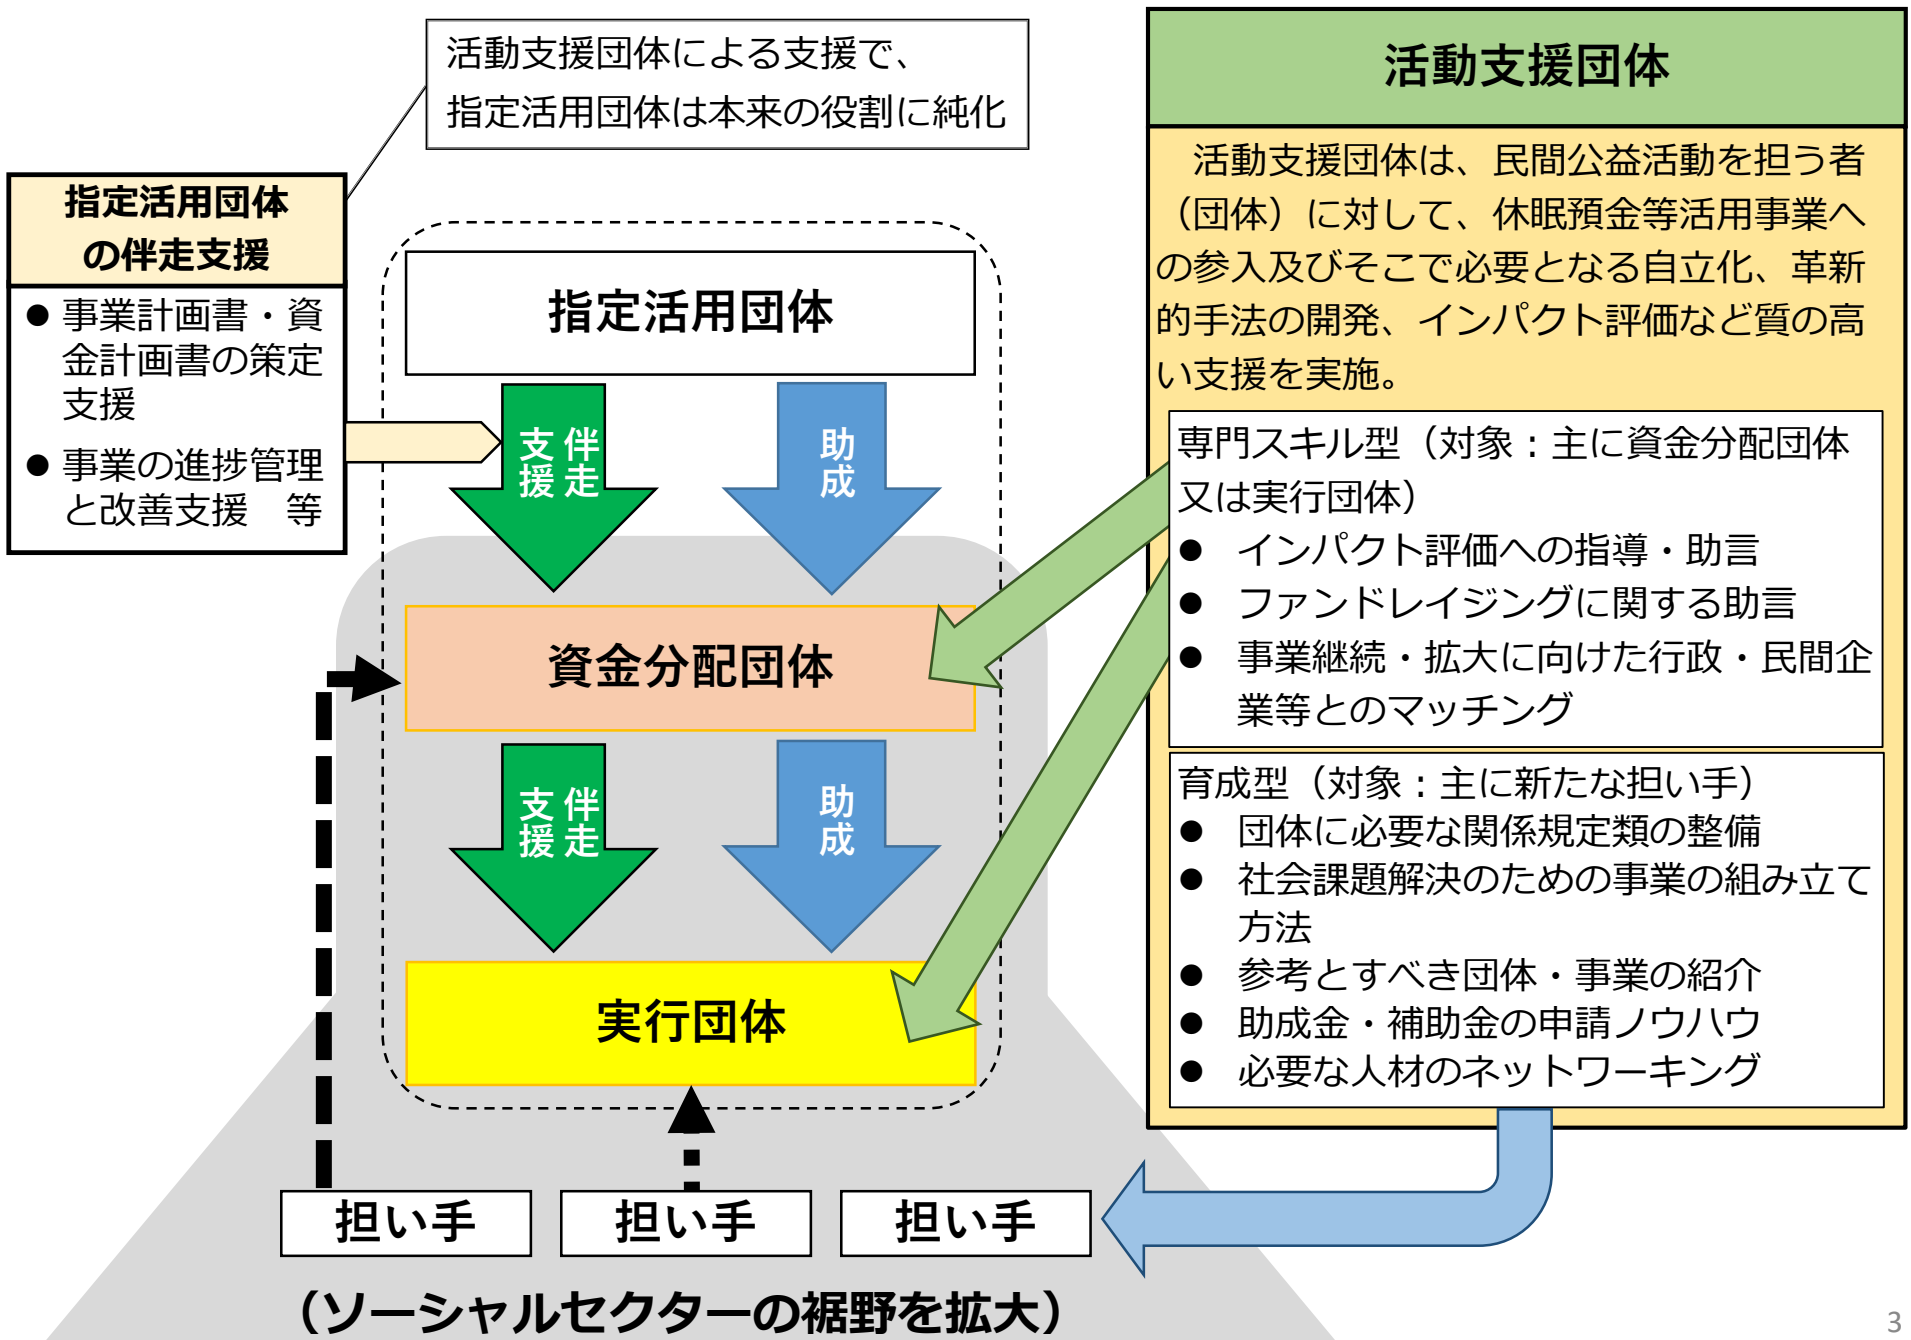 活動支援団体による支援で、
指定活用団体は本来の役割に純化
指定活用団体
の伴走支援
● 事業計画書・資
金計画書の策定
支援
● 事業の進捗管理
と改善支援　等
指定活用団体
伴走
支援
助成
資金分配団体
伴走
支援
助成
実行団体
担い手
担い手
担い手
（ソーシャルセクターの裾野を拡大）
活動支援団体
活動支援団体は、民間公益活動を担う者
（団体）に対して、休眠預金等活用事業へ
の参入及びそこで必要となる自立化、革新
的手法の開発、インパクト評価など質の高
い支援を実施。
専門スキル型（対象：主に資金分配団体
又は実行団体）
● インパクト評価への指導・助言
● ファンドレイジングに関する助言
● 事業継続・拡大に向けた行政・民間企
業等とのマッチング
育成型（対象：主に新たな担い手）
● 団体に必要な関係規定類の整備
● 社会課題解決のための事業の組み立て
方法
● 参考とすべき団体・事業の紹介
● 助成金・補助金の申請ノウハウ
● 必要な人材のネットワーキング
3